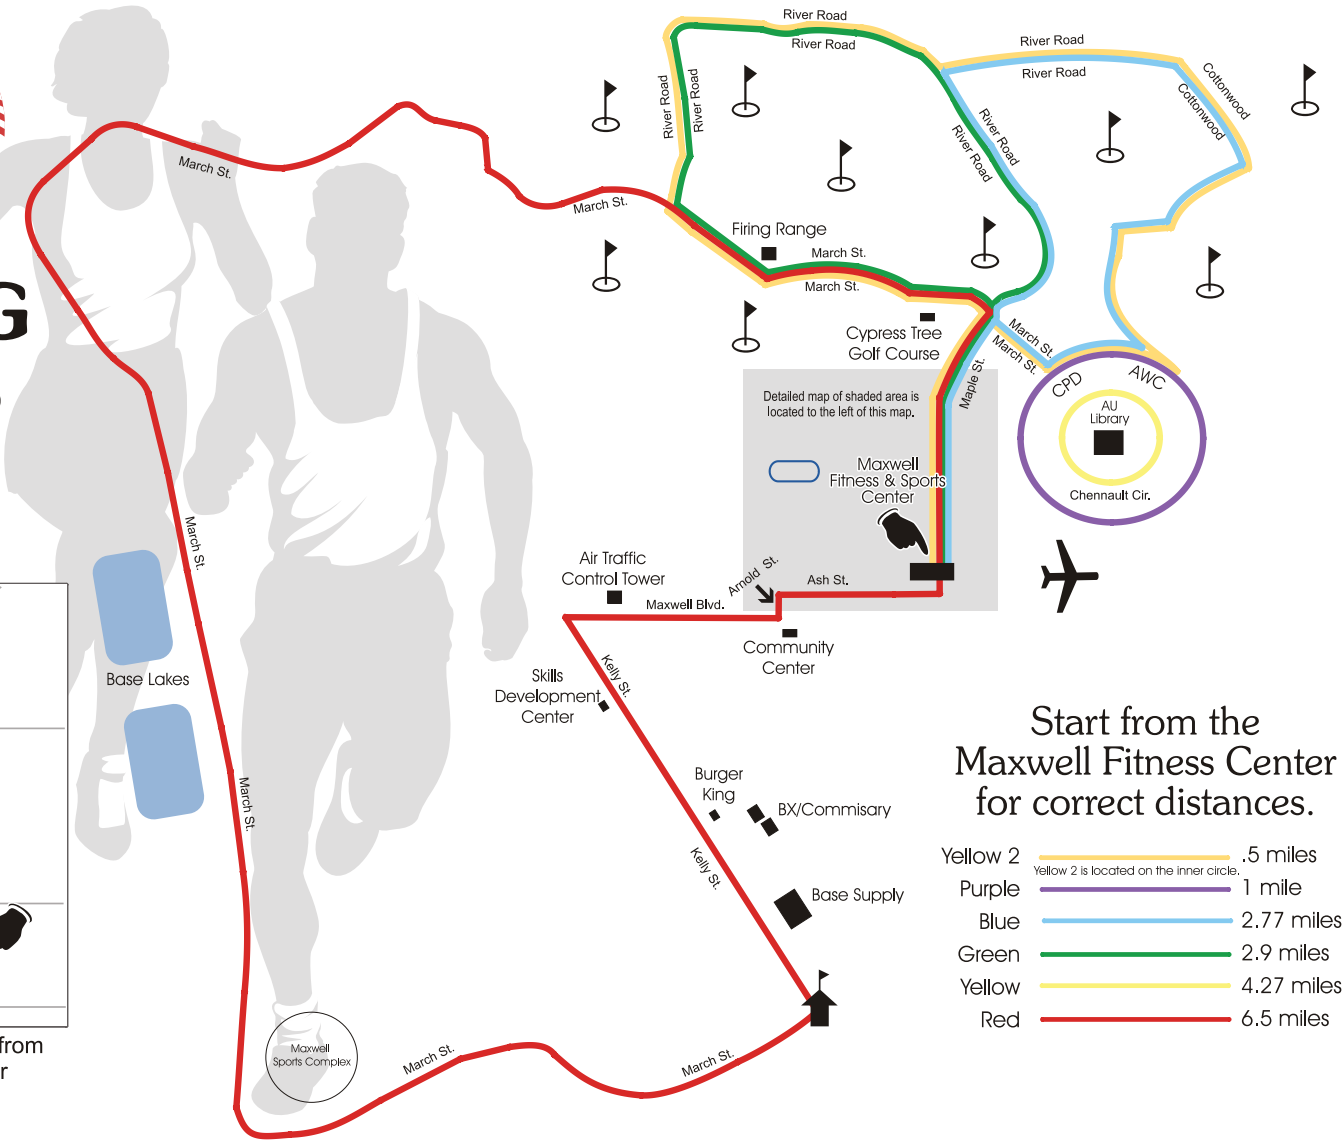 River Road
River Road
River Road
River Road
Cottonwood
Cottonwood
River Road
River Road
River Road
River Road
March St.
March St.
Firing Range
March St.
March St.
G
Cypress Tree
Golf Course
March St.
March St.
Maple St.
CPD
AWC
AU
Library
Chennault Cir.
Detailed map of shaded area is
located to the left of this map.
Maxwell
Fitness & Sports
Center
Air Traffic
Control Tower
Arnold St.
Ash St.
Maxwell Blvd.
March St.
Community
Center
Base Lakes
Skills
Development
Center
Kelly St.
March St.
Burger
King
BX/Commisary
Kelly St.
Base Supply
Start from the
Maxwell Fitness Center
for correct distances.
Yellow 2 .5 miles
Yellow 2 is located on the inner circle.
Purple 1 mile
Blue 2.77 miles
Green 2.9 miles
Yellow 4.27 miles
Red 6.5 miles
Maxwell
Sports Complex
March St.
March St.
from
r